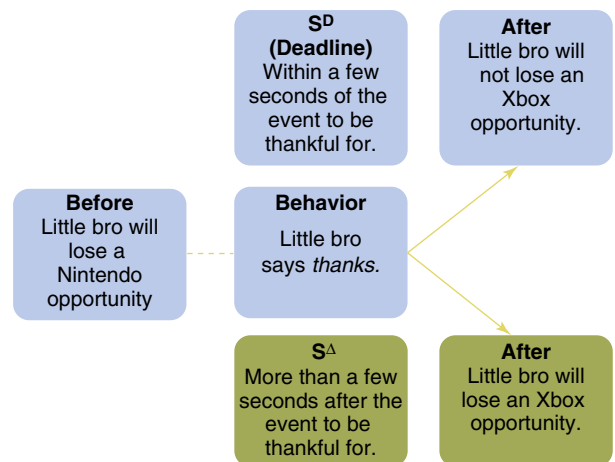 Sᴰ
(Deadline)
Within a few
seconds of the
event to be
thankful for.
After
Little bro will
not lose an
Xbox
opportunity.
Before
Little bro will
lose a
Nintendo
opportunity
Behavior
Little bro
says thanks.
S^Δ
More than a few
seconds after the
event to be
thankful for.
After
Little bro will
lose an Xbox
opportunity.